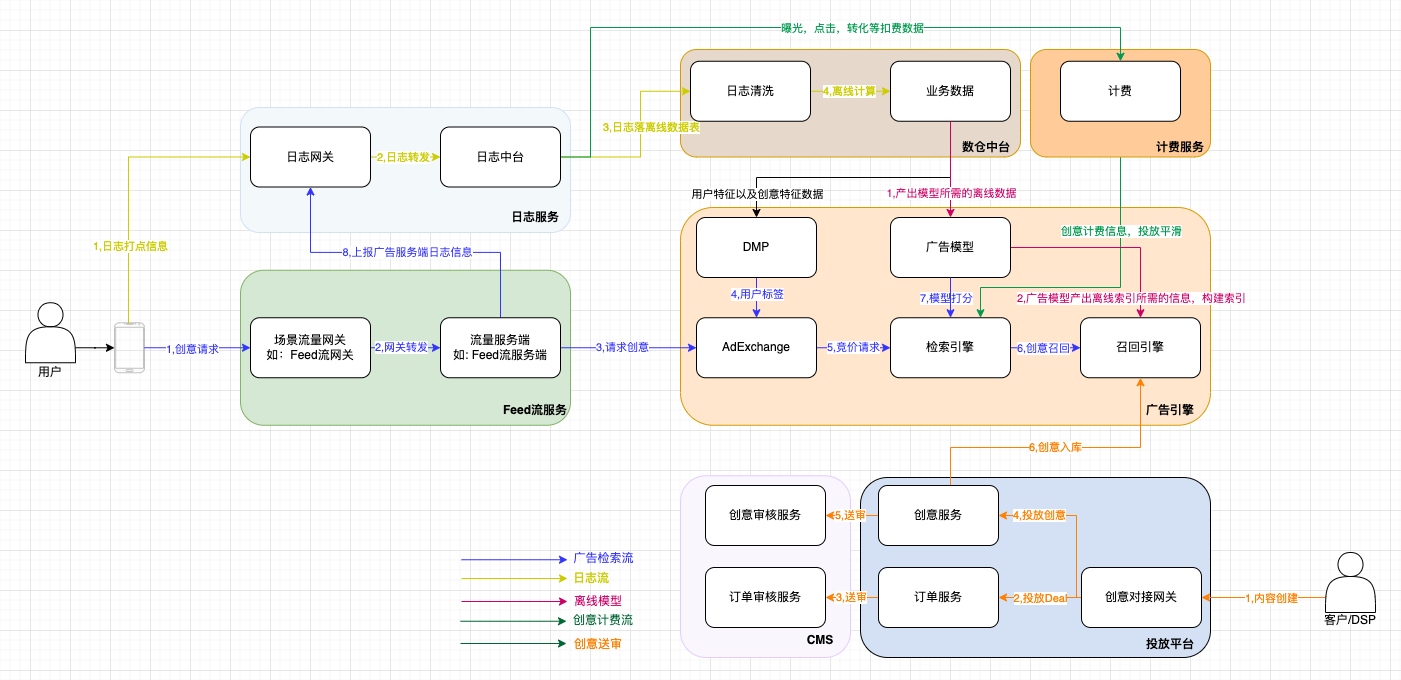 曝光，点击，转化等扣费数据
日志清洗
4,离线计算
业务数据
计费
3,日志落离线数据表
数仓中台
计费服务
日志网关
2,日志转发
日志中台
日志服务
用户特征以及创意特征数据
1,产出模型所需的离线数据
1,日志打点信息
8,上报广告服务端日志信息
DMP
广告模型
创意计费信息，投放平滑
4,用户标签
7,模型打分
2,广告模型产出离线索引所需的信息，构建索引
用户
1,创意请求
场景流量网关
如：Feed流网关
2,网关转发
流量服务端
如: Feed流服务端
3,请求创意
AdExchange
5,竞价请求
检索引擎
6,创意召回
召回引擎
Feed流服务
广告引擎
6,创意入库
创意审核服务
5,送审
创意服务
4,投放创意
订单审核服务
3,送审
订单服务
2,投放Deal
创意对接网关
1,内容创建
客户/DSP
CMS
投放平台
广告检索流
日志流
离线模型
创意计费流
创意送审